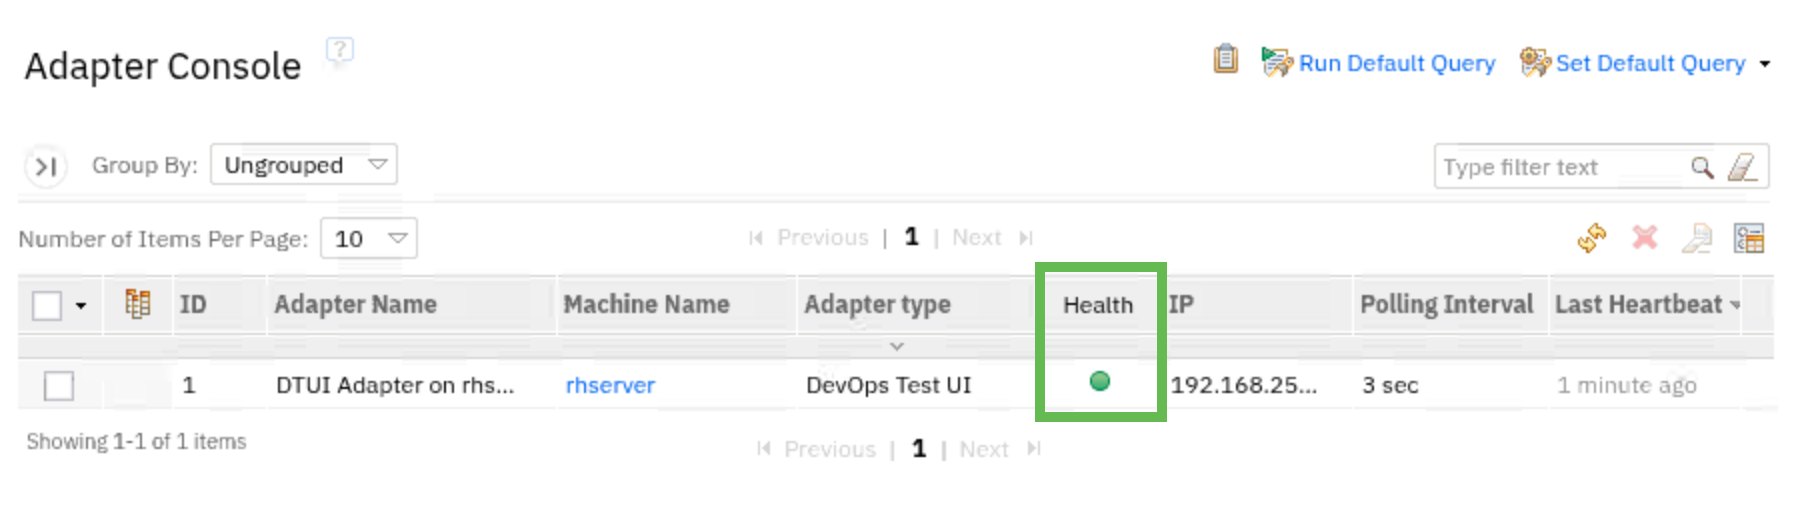 Adapter Console ? Run Default Query Set Default Query
Group By: Ungrouped Type filter text
Number of Items Per Page: 10 Previous | 1 | Next
ID Adapter Name Machine Name Adapter type Health IP Polling Interval Last Heartbeat
1 DTUI Adapter on rhs... rhserver DevOps Test UI 192.168.25... 3 sec 1 minute ago
Showing 1-1 of 1 items Previous | 1 | Next